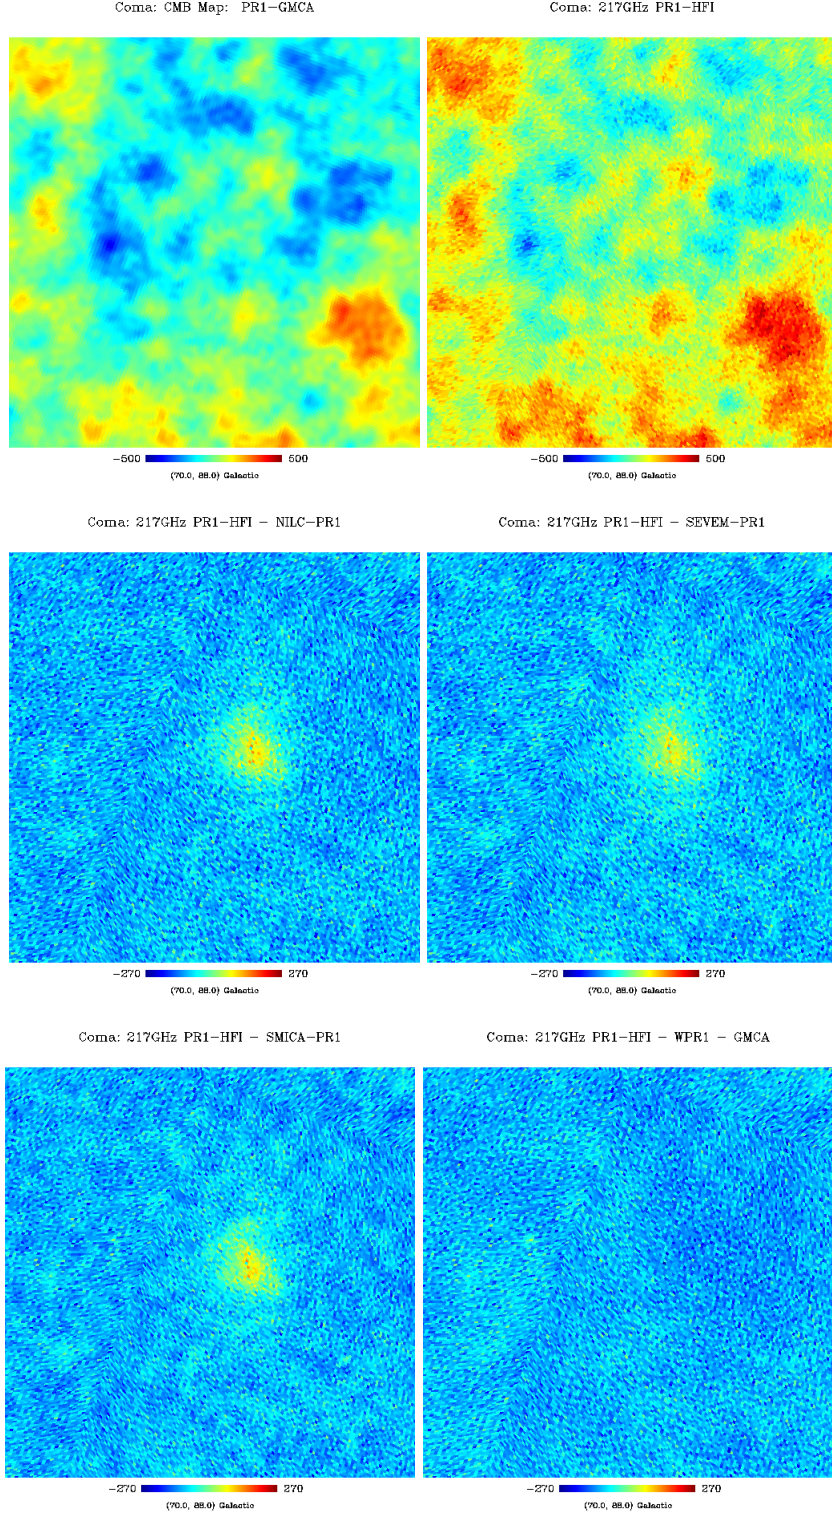 Coma: CMB Map: PR1-GMCA
Coma: 217GHz PR1-HFI
-500 500
(70.0, 88.0) Galactic
-500 500
(70.0, 88.0) Galactic
Coma: 217GHz PR1-HFI - NILC-PR1
Coma: 217GHz PR1-HFI - SEVEM-PR1
-270 270
(70.0, 88.0) Galactic
-270 270
(70.0, 88.0) Galactic
Coma: 217GHz PR1-HFI - SMICA-PR1
Coma: 217GHz PR1-HFI - WPR1 - GMCA
-270 270
(70.0, 88.0) Galactic
-270 270
(70.0, 88.0) Galactic